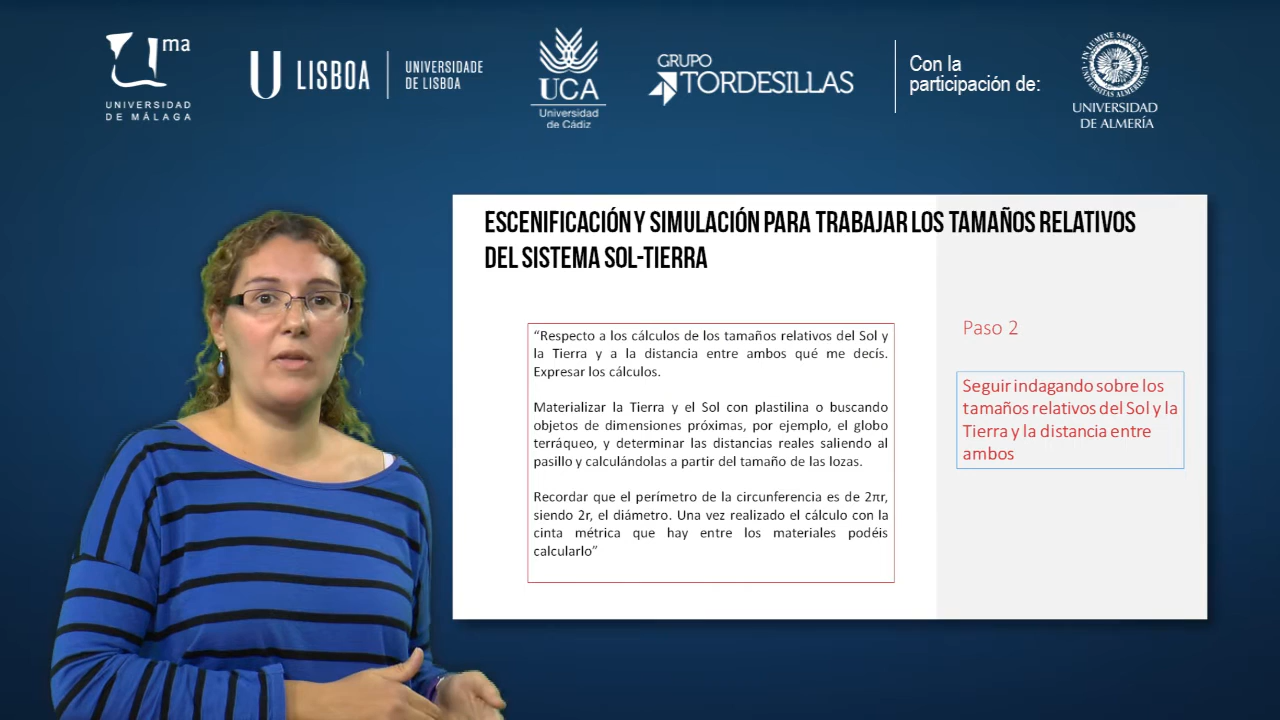 uma
UNIVERSIDAD
DE MÁLAGA
U LISBOA
UNIVERSIDADE
DE LISBOA
UCA
Universidad
de Cádiz
GRUPO
TORDESILLAS
Con la
participación de:
IN LUMINE SAPIENTIA
UNIVERSIDAD
DE ALMERÍA
ESCENIFICACIÓN Y SIMULACIÓN PARA TRABAJAR LOS TAMAÑOS RELATIVOS
DEL SISTEMA SOL-TIERRA
“Respecto a los cálculos de los tamaños relativos del Sol y
la Tierra y a la distancia entre ambos qué me decís.
Expresar los cálculos.
Materializar la Tierra y el Sol con plastilina o buscando
objetos de dimensiones próximas, por ejemplo, el globo
terráqueo, y determinar las distancias reales saliendo al
pasillo y calculándolas a partir del tamaño de las lozas.
Recordar que el perímetro de la circunferencia es de 2πr,
siendo 2r, el diámetro. Una vez realizado el cálculo con la
cinta métrica que hay entre los materiales podéis
calcularlo”
Paso 2
Seguir indagando sobre los
tamaños relativos del Sol y la
Tierra y la distancia entre
ambos